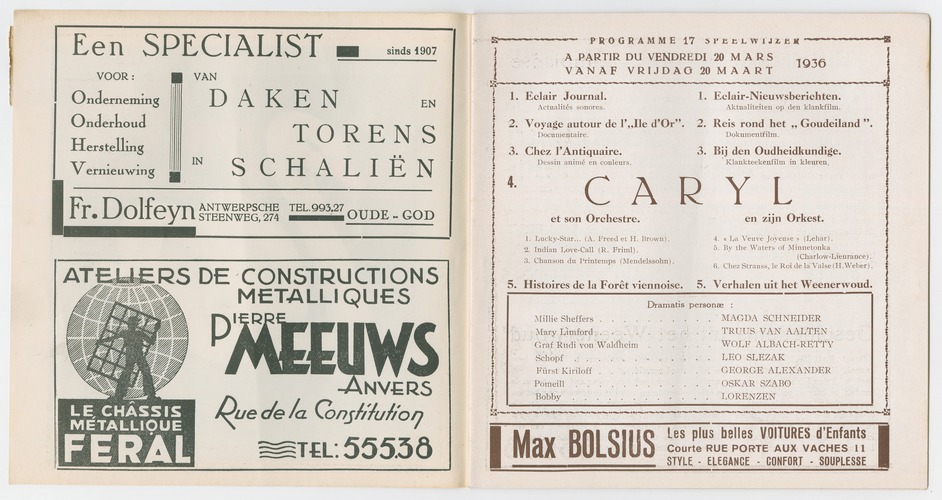 Een SPECIALIST sinds 1907
VOOR : VAN
Onderneming DAKEN EN
Onderhoud TORENS
Herstelling
Vernieuwing IN SCHALIËN
Fr. Dolfeyn ANTWERPSCHE STEENWEG, 274 TEL. 993,27 OUDE-GOD
ATELIERS DE CONSTRUCTIONS
METALLIQUES
PIERRE
MEEUWS
ANVERS
Rue de la Constitution
TEL: 555.38
LE CHÂSSIS
MÉTALLIQUE
FERAL
PROGRAMME 17 SPEELWIJZER
A PARTIR DU VENDREDI 20 MARS
VANAF VRIJDAG 20 MAART 1936
1. Eclair Journal.
Actualités sonores.
2. Voyage autour de l'„Ile d'Or".
Documentaire.
3. Chez l'Antiquaire.
Dessin animé en couleurs.
1. Eclair-Nieuwsberichten.
Aktualiteiten op den klankfilm.
2. Reis rond het „ Goudeiland ".
Dokumentfilm.
3. Bij den Oudheidkundige.
Klankteekenfilm in kleuren.
4. CARYL
et son Orchestre. en zijn Orkest.
1. Lucky-Star... (A. Freed et H. Brown).
2. Indian Love-Call (R. Friml).
3. Chanson du Printemps (Mendelssohn).
4. « La Veuve Joyeuse » (Lehar).
5. By the Waters of Minnetonka
(Charlow-Lieurance).
6. Chez Strauss, le Roi de la Valse (H. Weber).
5. Histoires de la Forêt viennoise. 5. Verhalen uit het Weenerwoud.
Dramatis personæ :
Millie Sheffers . . . . . . . . MAGDA SCHNEIDER
Mary Limford . . . . . . . . TRUUS VAN AALTEN
Graf Rudi von Waldheim . . . . . WOLF ALBACH-RETTY
Schopf . . . . . . . . . . LEO SLEZAK
Fürst Kiriloff . . . . . . . . GEORGE ALEXANDER
Pomeill . . . . . . . . . . OSKAR SZABO
Bobby . . . . . . . . . . LORENZEN
Max BOLSIUS
Les plus belles VOITURES d'Enfants
Courte RUE PORTE AUX VACHES 11
STYLE - ELEGANCE - CONFORT - SOUPLESSE